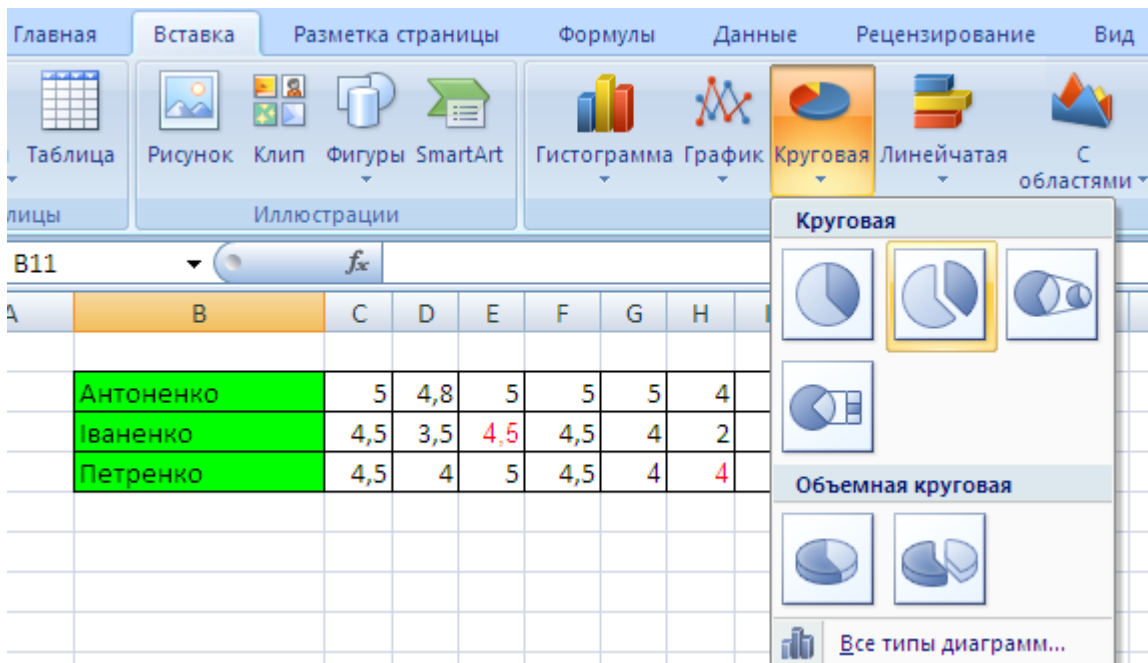 Главная Вставка Разметка страницы Формулы Данные Рецензирование Вид
Таблица Рисунок Клип Фигуры SmartArt Гистограмма График Круговая Линейчатая С областями
Иллюстрации
Круговая
B11 fx
A B C D E F G H
Антоненко 5 4,8 5 5 5 4
Іваненко 4,5 3,5 4,5 4,5 4 2
Петренко 4,5 4 5 4,5 4 4
Объемная круговая
Все типы диаграмм...